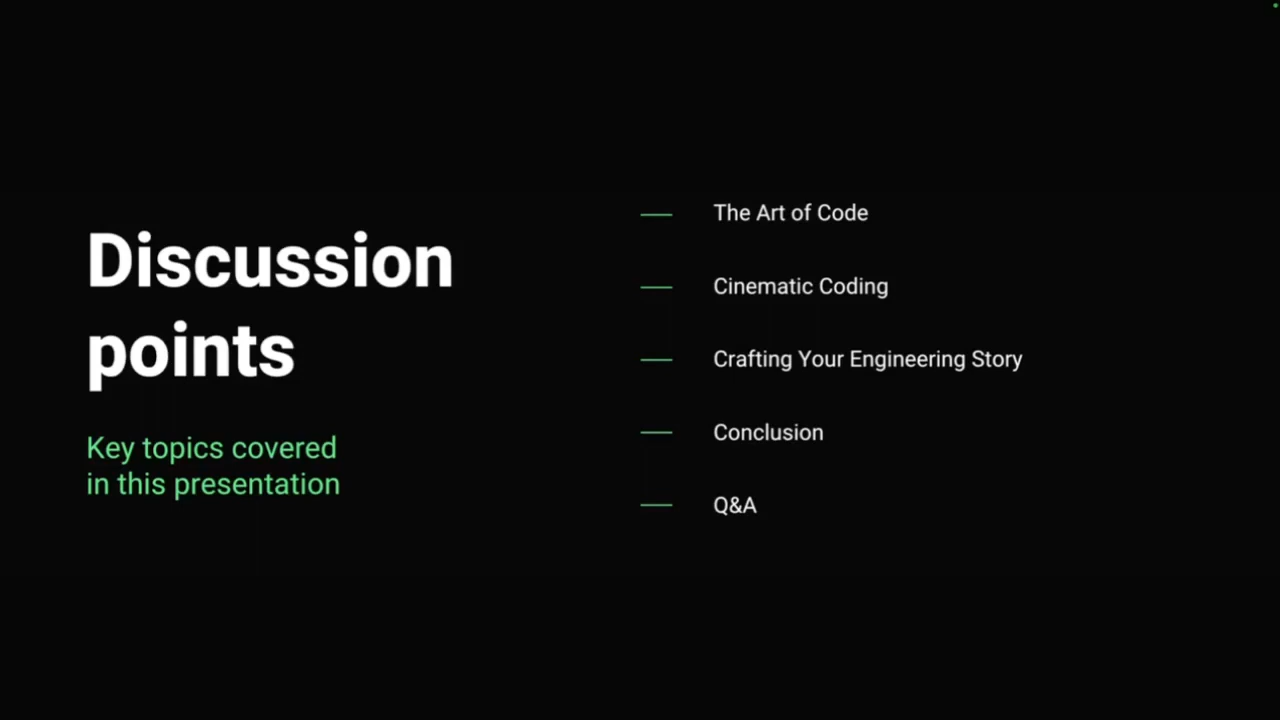 Discussion
points
Key topics covered
in this presentation
The Art of Code
Cinematic Coding
Crafting Your Engineering Story
Conclusion
Q&A